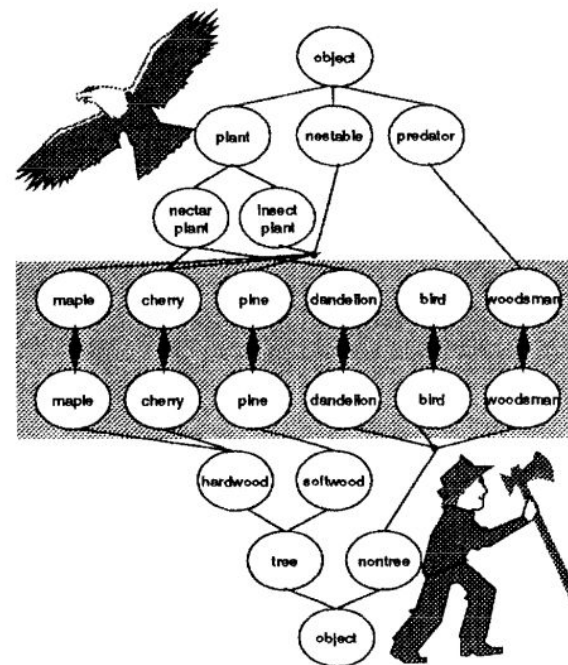 object
plant nestable predator
nectar plant insect plant
maple cherry pine dandelion bird woodsman
maple cherry pine dandelion bird woodsman
hardwood softwood
tree nontree
object